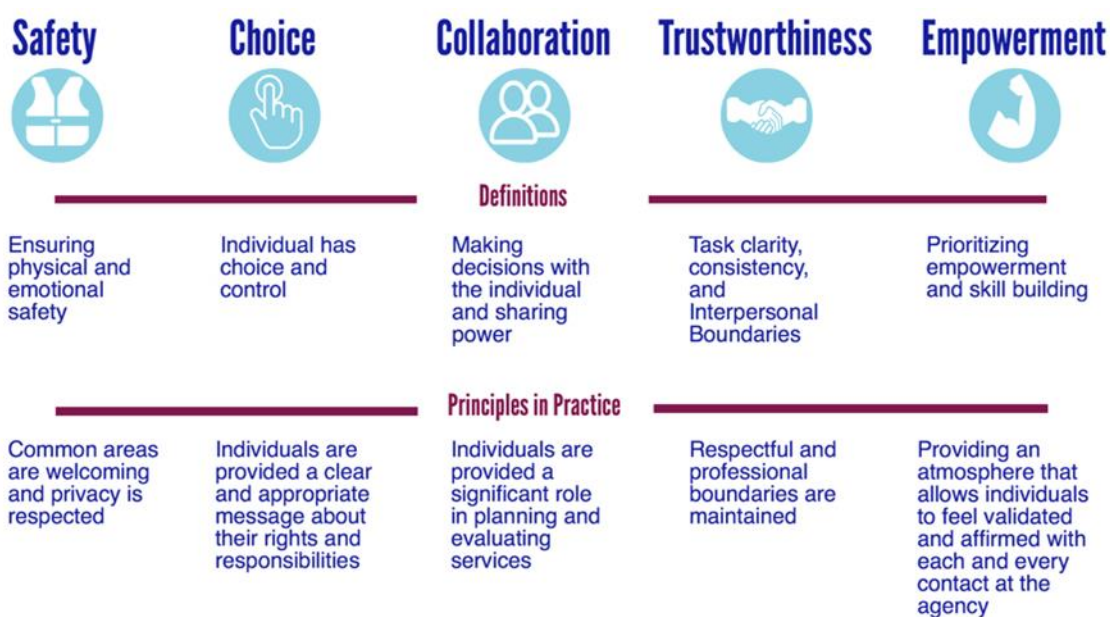 Safety
Choice
Collaboration
Trustworthiness
Empowerment
Definitions
Ensuring
physical and
emotional
safety
Individual has
choice and
control
Making
decisions with
the individual
and sharing
power
Task clarity,
consistency,
and
Interpersonal
Boundaries
Prioritizing
empowerment
and skill building
Principles in Practice
Common areas
are welcoming
and privacy is
respected
Individuals are
provided a clear
and appropriate
message about
their rights and
responsibilities
Individuals are
provided a
significant role
in planning and
evaluating
services
Respectful and
professional
boundaries are
maintained
Providing an
atmosphere that
allows individuals
to feel validated
and affirmed with
each and every
contact at the
agency